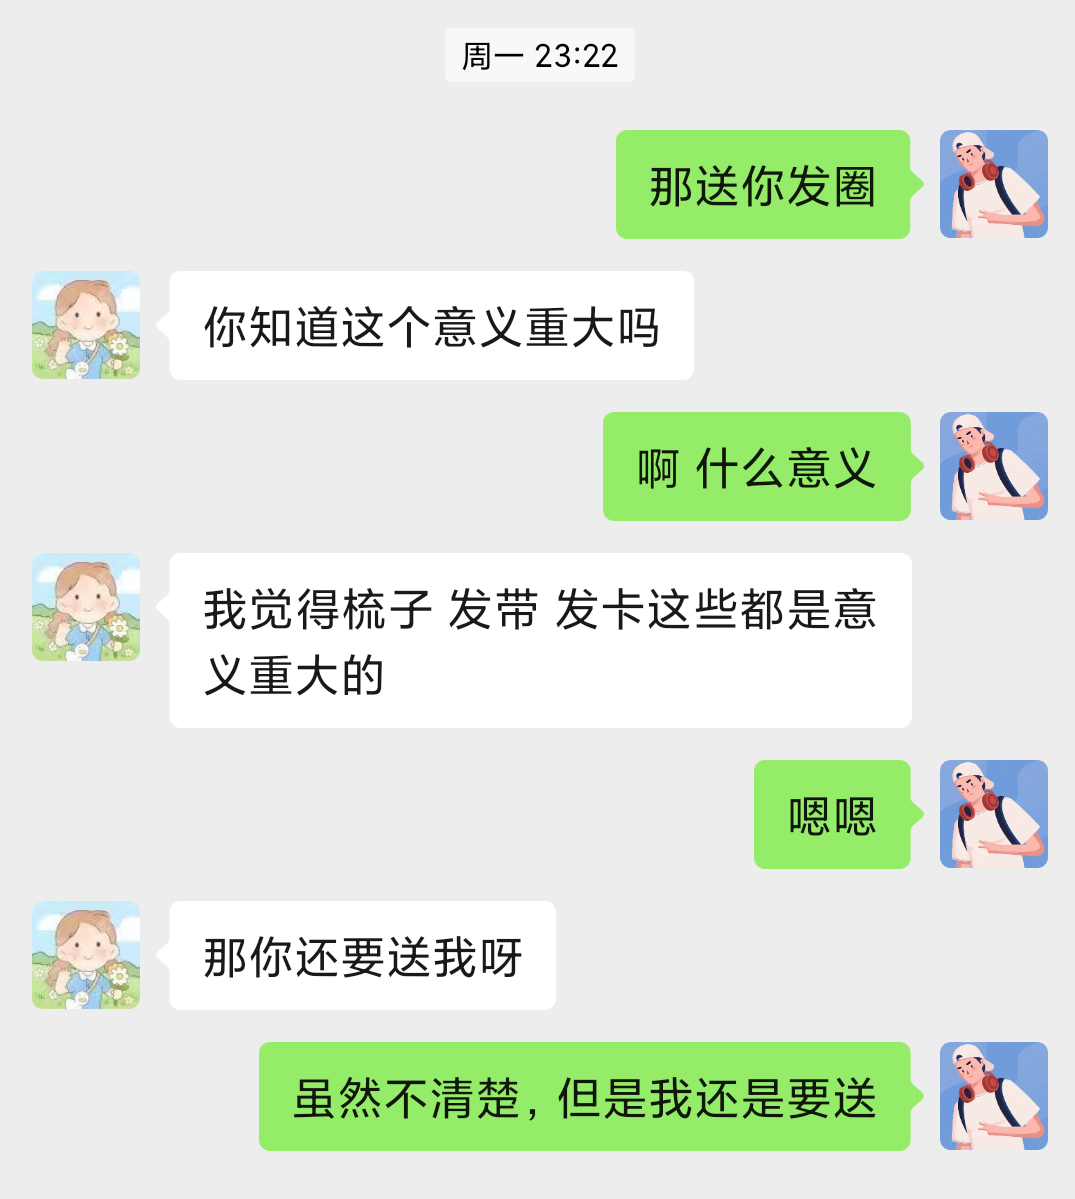 周一 23:22
那送你发圈
你知道这个意义重大吗
啊 什么意义
我觉得梳子 发带 发卡这些都是意
义重大的
嗯嗯
那你还要送我呀
虽然不清楚，但是我还是要送